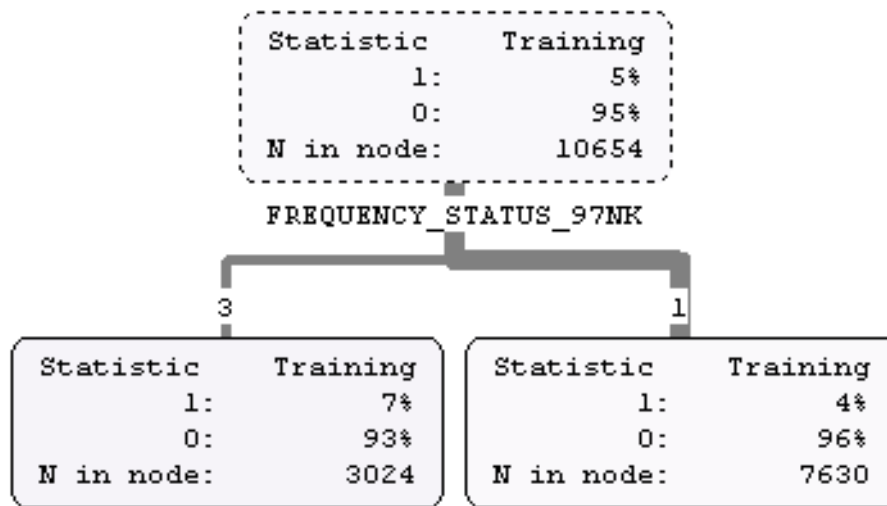 Statistic Training
1: 5%
0: 95%
N in node: 10654
FREQUENCY_STATUS_97NK
3
1
Statistic Training
1: 7%
0: 93%
N in node: 3024
Statistic Training
1: 4%
0: 96%
N in node: 7630